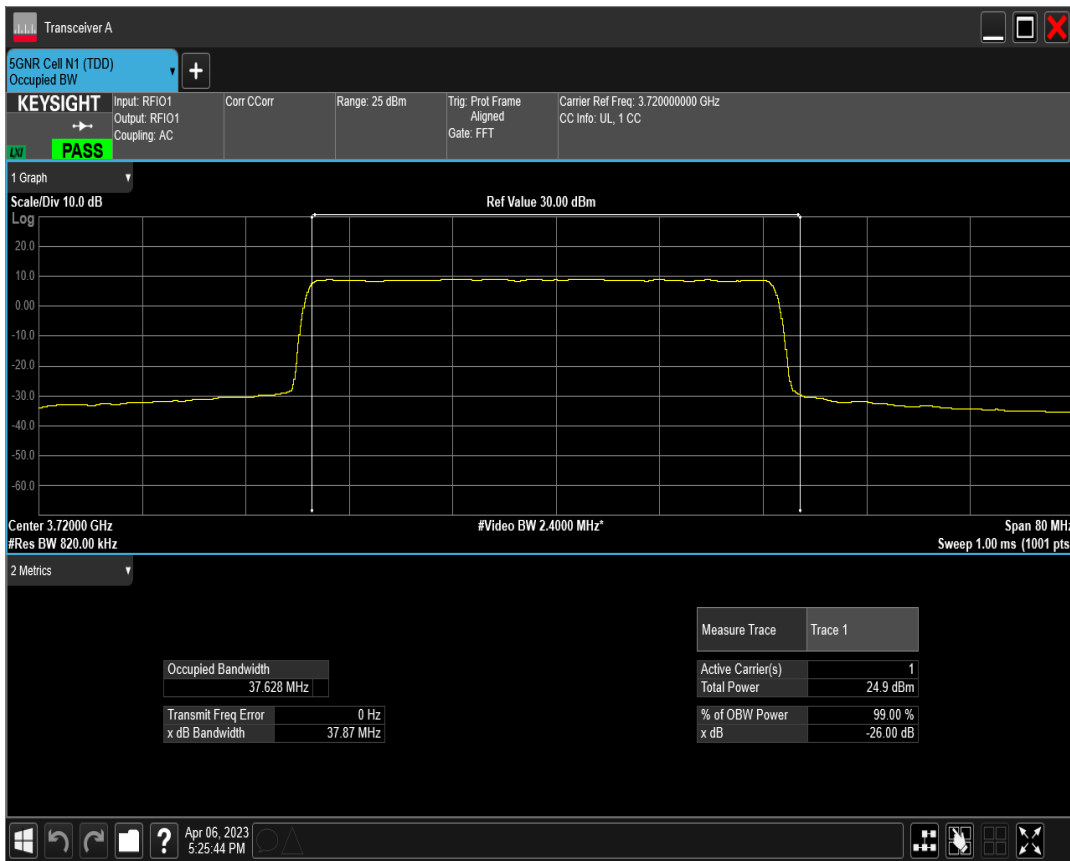 Transceiver A
5GNR Cell N1 (TDD)
Occupied BW
+
KEYSIGHT
LXI
PASS
Input: RFIO1
Output: RFIO1
Coupling: AC
Corr CCorr
Range: 25 dBm
Trig: Prot Frame
Aligned
Gate: FFT
Carrier Ref Freq: 3.720000000 GHz
CC Info: UL, 1 CC
1 Graph
Scale/Div 10.0 dB
Ref Value 30.00 dBm
Log
20.0
10.0
0.00
-10.0
-20.0
-30.0
-40.0
-50.0
-60.0
Center 3.72000 GHz
#Video BW 2.4000 MHz*
Span 80 MHz
#Res BW 820.00 kHz
Sweep 1.00 ms (1001 pts
2 Metrics
Measure Trace Trace 1
Occupied Bandwidth
37.628 MHz
Active Carrier(s) 1
Total Power 24.9 dBm
Transmit Freq Error 0 Hz
x dB Bandwidth 37.87 MHz
% of OBW Power 99.00 %
x dB -26.00 dB
?
Apr 06, 2023
5:25:44 PM